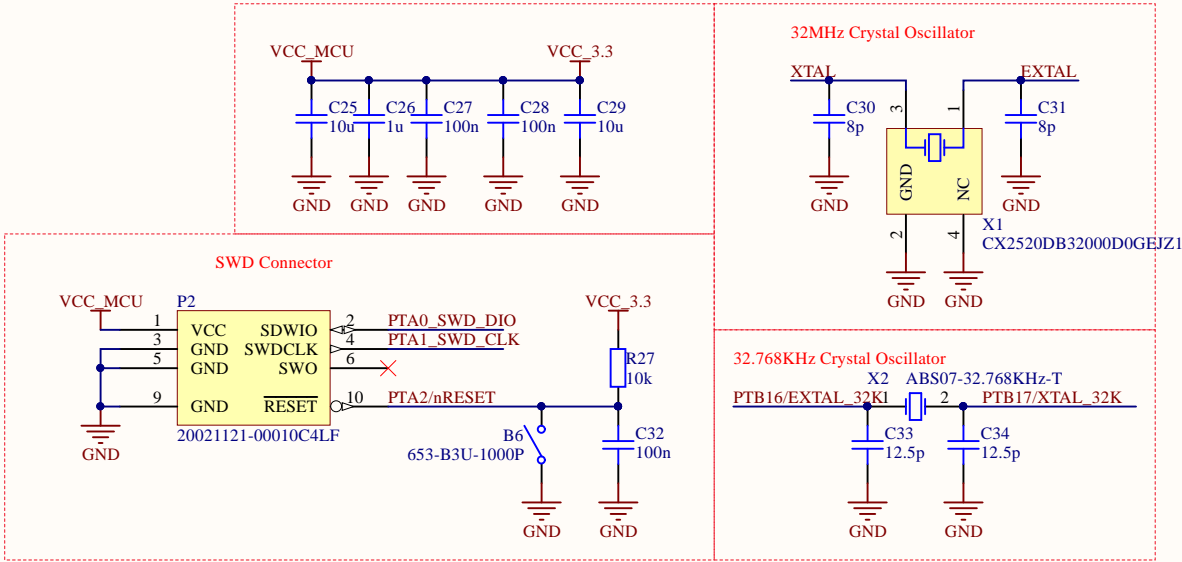 VCC_MCU
VCC_3.3
C25
10u
C26
1u
C27
100n
C28
100n
C29
10u
GND
GND
GND
GND
GND
32MHz Crystal Oscillator
XTAL
EXTAL
C30
8p
3
1
C31
8p
GND
NC
GND
GND
2
4
X1
CX2520DB32000D0GEJZ1
GND
GND
SWD Connector
VCC_MCU
P2
VCC_3.3
1
VCC
SDWIO
2
PTA0_SWD_DIO
3
GND
SWDCLK
4
PTA1_SWD_CLK
5
GND
SWO
6
9
GND
RESET
10
PTA2/nRESET
20021121-00010C4LF
GND
R27
10k
B6
653-B3U-1000P
C32
100n
GND
GND
32.768KHz Crystal Oscillator
X2
ABS07-32.768KHz-T
PTB16/EXTAL_32K
1
2
PTB17/XTAL_32K
C33
12.5p
C34
12.5p
GND
GND